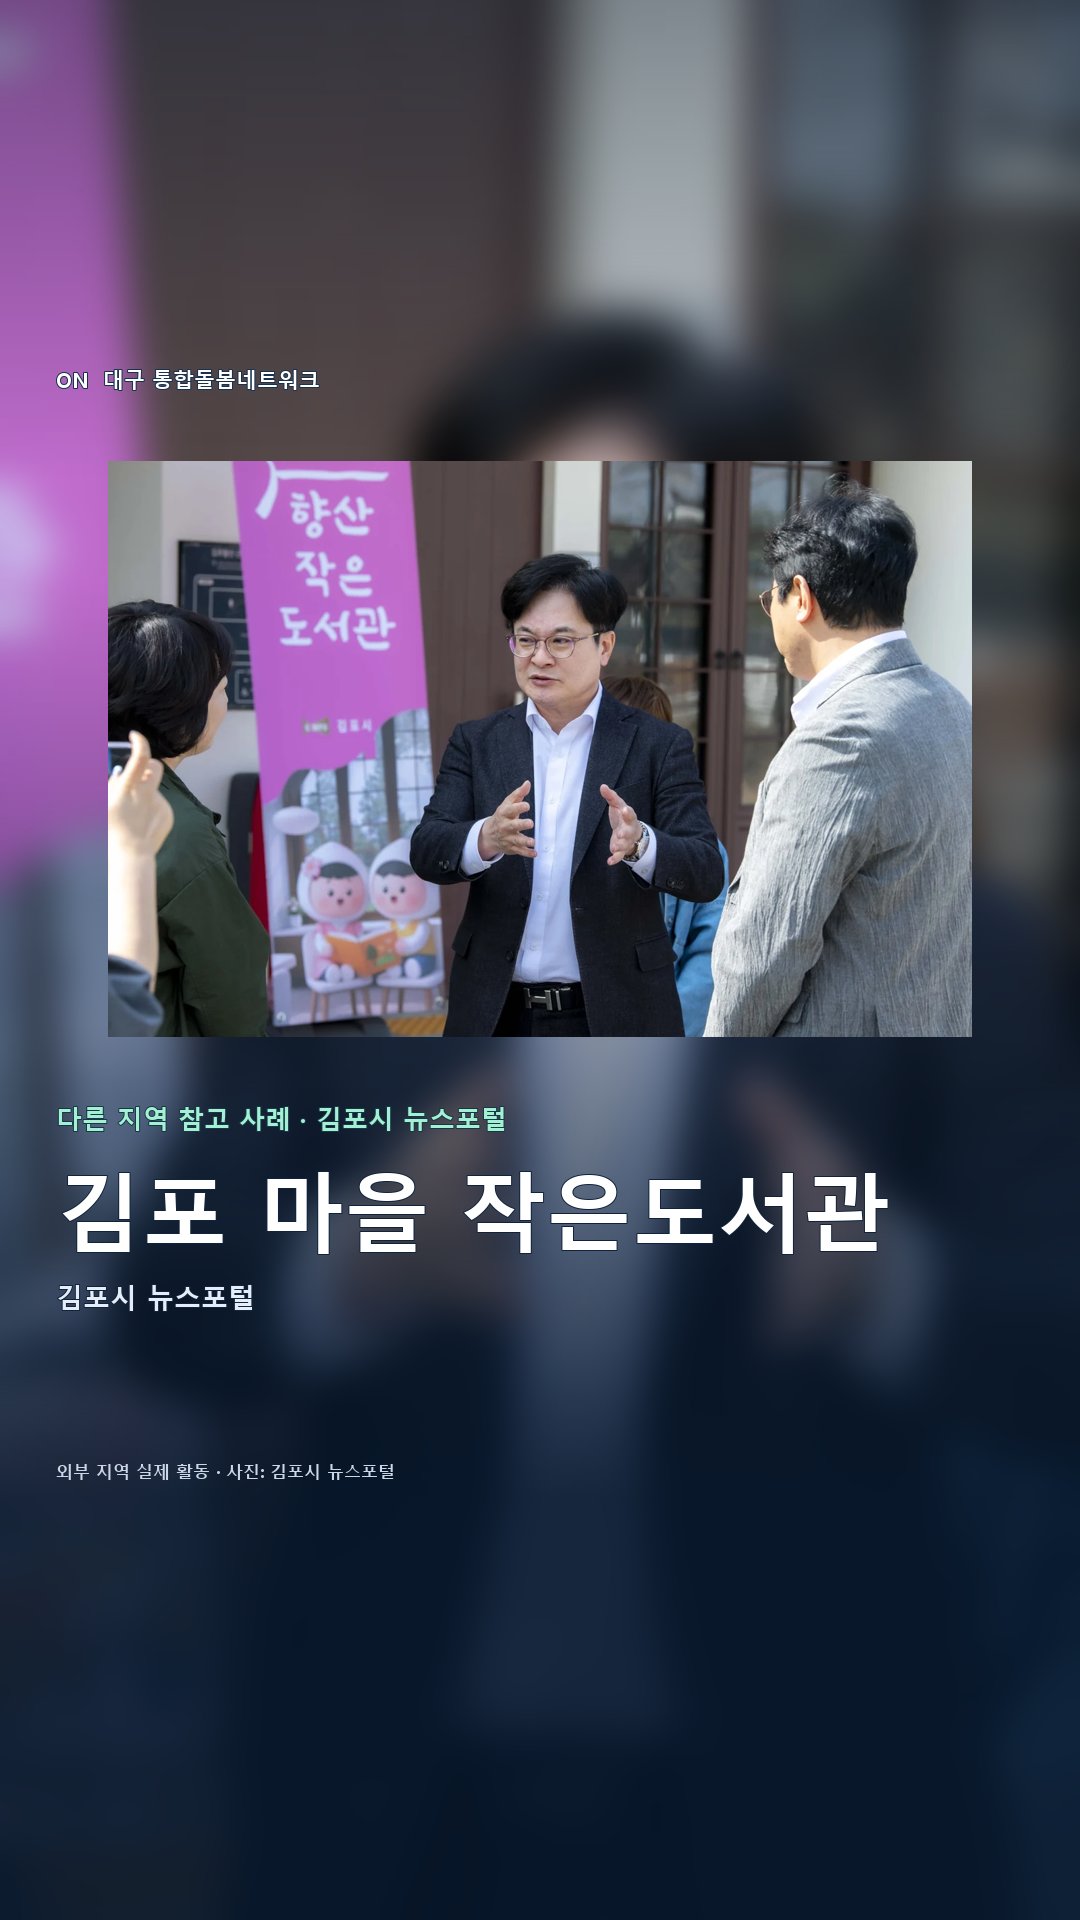 ON 대구 통합돌봄네트워크
향산
작은
도서관
김포시
다른 지역 참고 사례 · 김포시 뉴스포털
김포 마을 작은도서관
김포시 뉴스포털
외부 지역 실제 활동 · 사진: 김포시 뉴스포털